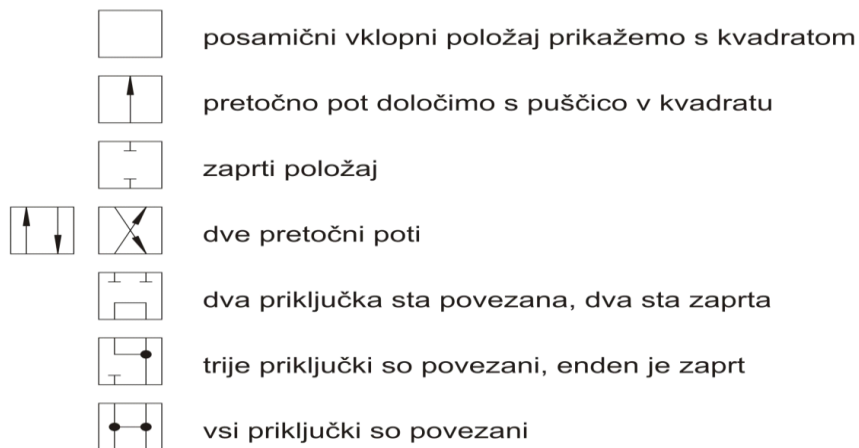 posamični vklopni položaj prikažemo s kvadratom
pretočno pot določimo s puščico v kvadratu
zaprti položaj
dve pretočni poti
dva priključka sta povezana, dva sta zaprta
trije priključki so povezani, enden je zaprt
vsi priključki so povezani